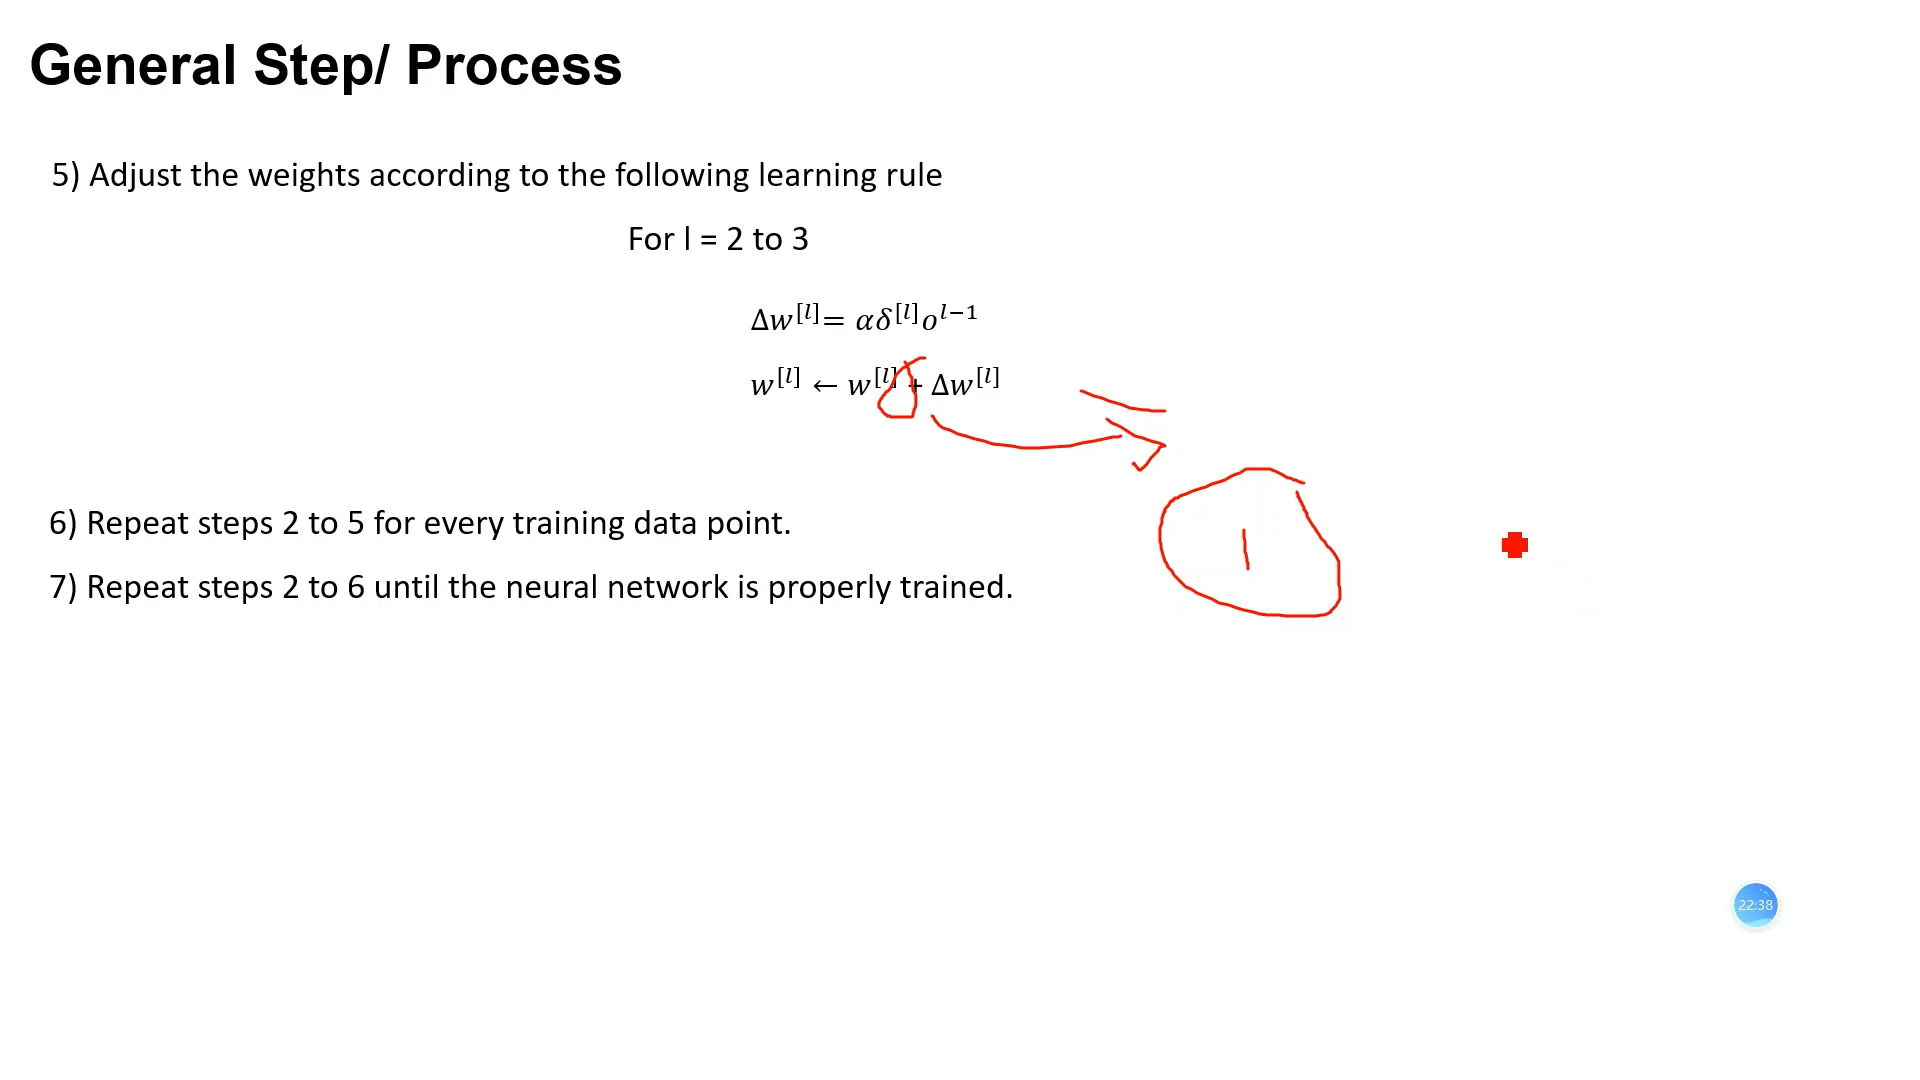 General Step/ Process
5) Adjust the weights according to the following learning rule
For l = 2 to 3
Δw^[l] = αδ^[l]o^{l−1}
w^[l] ← w^[l] + Δw^[l]
6) Repeat steps 2 to 5 for every training data point.
1
7) Repeat steps 2 to 6 until the neural network is properly trained.
22:38